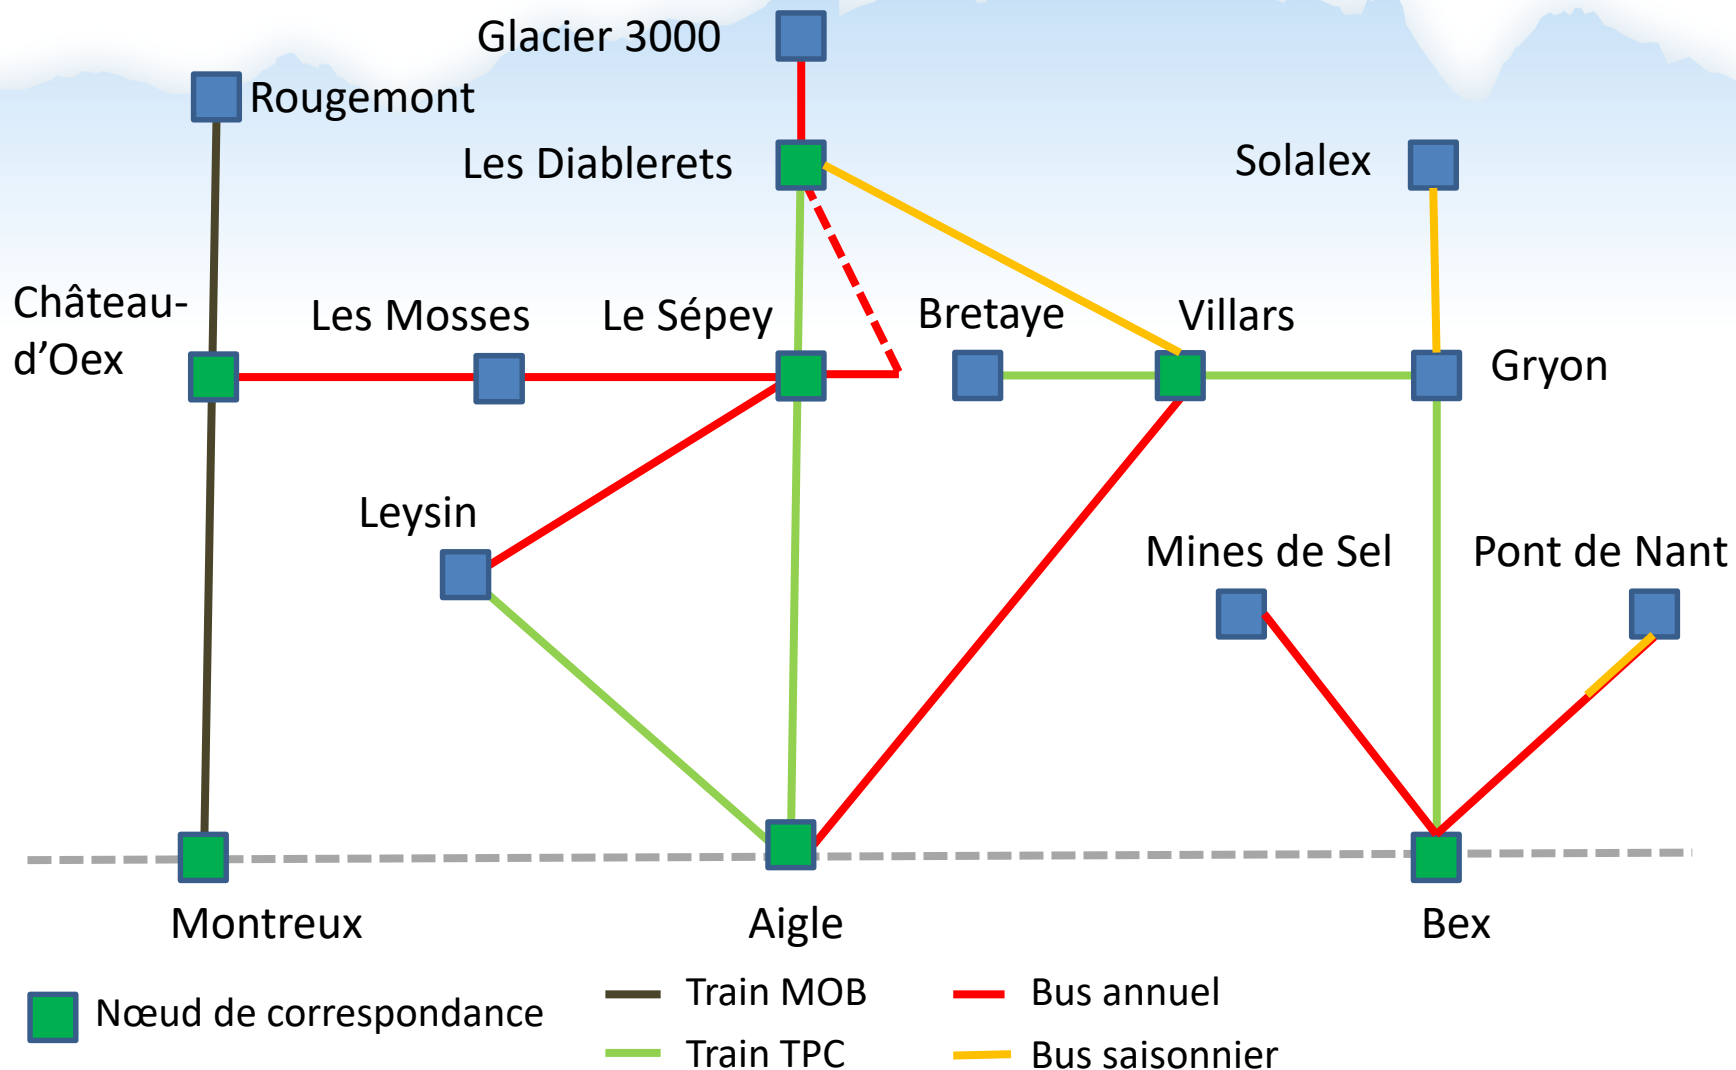 Glacier 3000
Rougemont
Les Diablerets
Solalex
Château-
d’Oex
Les Mosses
Le Sépey
Bretaye
Villars
Gryon
Leysin
Mines de Sel
Pont de Nant
Montreux
Aigle
Bex
Nœud de correspondance
Train MOB
Bus annuel
Train TPC
Bus saisonnier